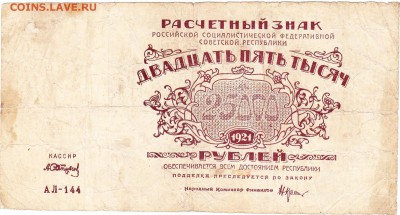 COINS.LAVE.RU
РАСЧЕТНЫЙ ЗНАК
РОССИЙСКОЙ СОЦИАЛИСТИЧЕСКОЙ ФЕДЕРАТИВНОЙ
СОВЕТСКОЙ РЕСПУБЛИКИ
ДВАДЦАТЬ ПЯТЬ ТЫСЯЧ
25000
1921
РУБЛЕЙ
ОБЕСПЕЧИВАЕТСЯ ВСЕМ ДОСТОЯНИЕМ РЕСПУБЛИКИ
ПОДДЕЛКА ПРЕСЛЕДУЕТСЯ ПО ЗАКОНУ
Народный Комиссар Финансов
КАССИР
АЛ-144